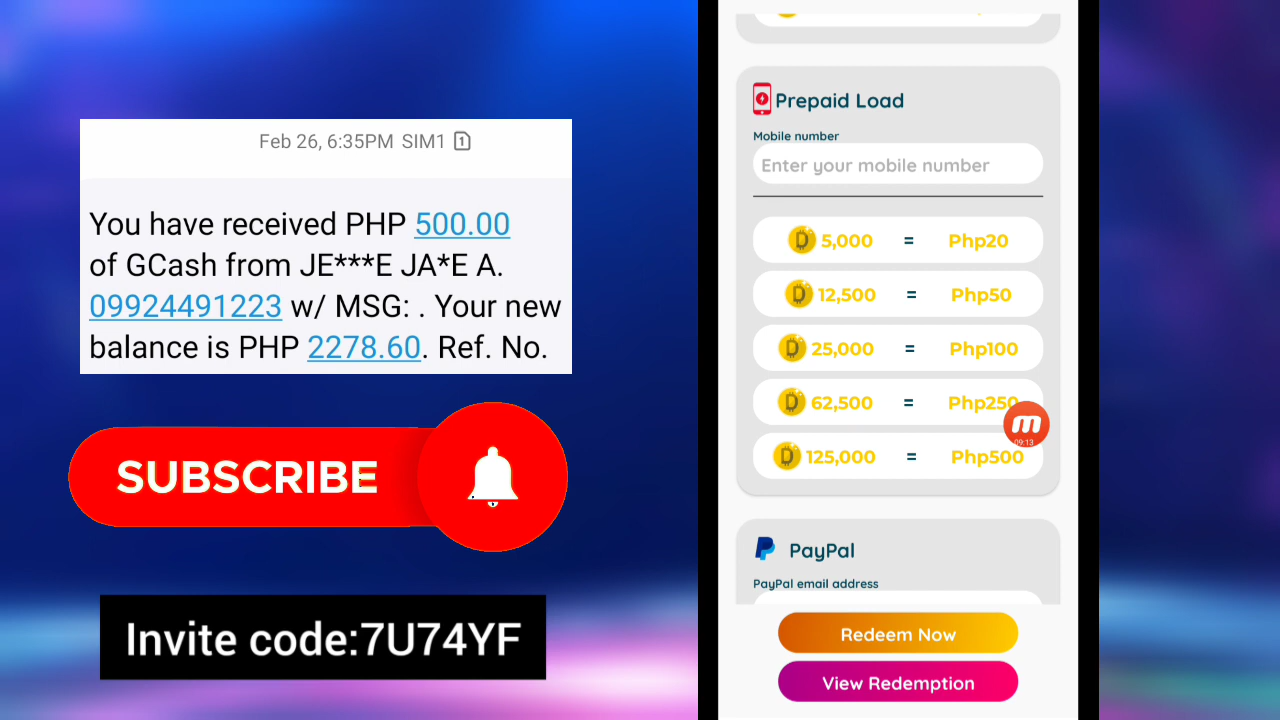 Feb 26, 6:35PM SIM1 1
You have received PHP 500.00
of GCash from JE***E JA*E A.
09924491223 w/ MSG: . Your new
balance is PHP 2278.60. Ref. No.
SUBSCRIBE
Invite code:7U74YF
Prepaid Load
Mobile number
Enter your mobile number
D 5,000 = Php20
D 12,500 = Php50
D 25,000 = Php100
D 62,500 = Php250
09:13
D 125,000 = Php500
PayPal
PayPal email address
Redeem Now
View Redemption